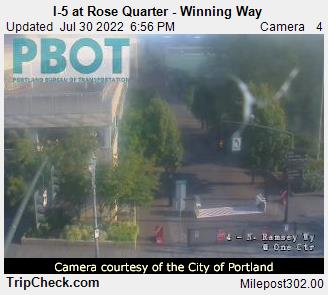 I-5 at Rose Quarter - Winning Way
Updated Jul 30 2022 6:56 PM Camera 4
PBOT
PORTLAND BUREAU OF TRANSPORTATION
4 - N. Ramsey Wy
W One Ctr
Camera courtesy of the City of Portland
TripCheck.com Milepost302.00